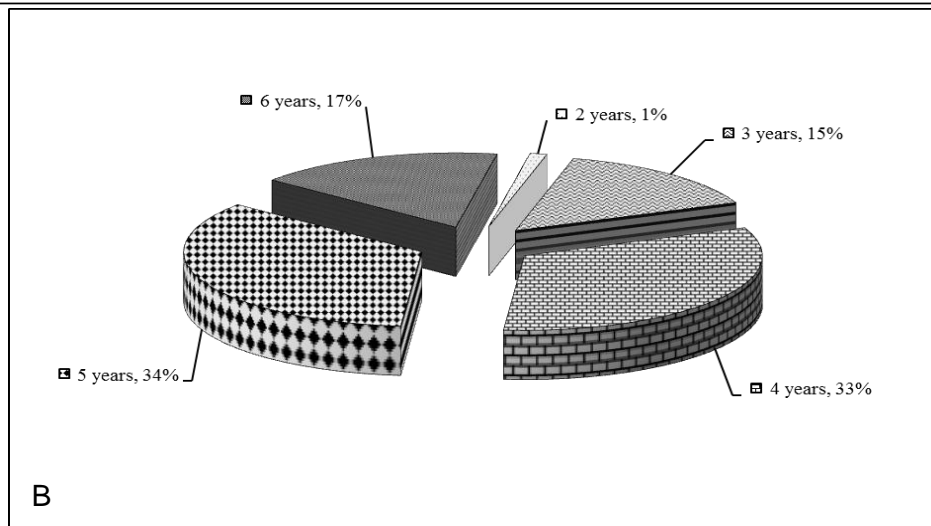 6 years, 17%
2 years, 1%
3 years, 15%
5 years, 34%
4 years, 33%
B